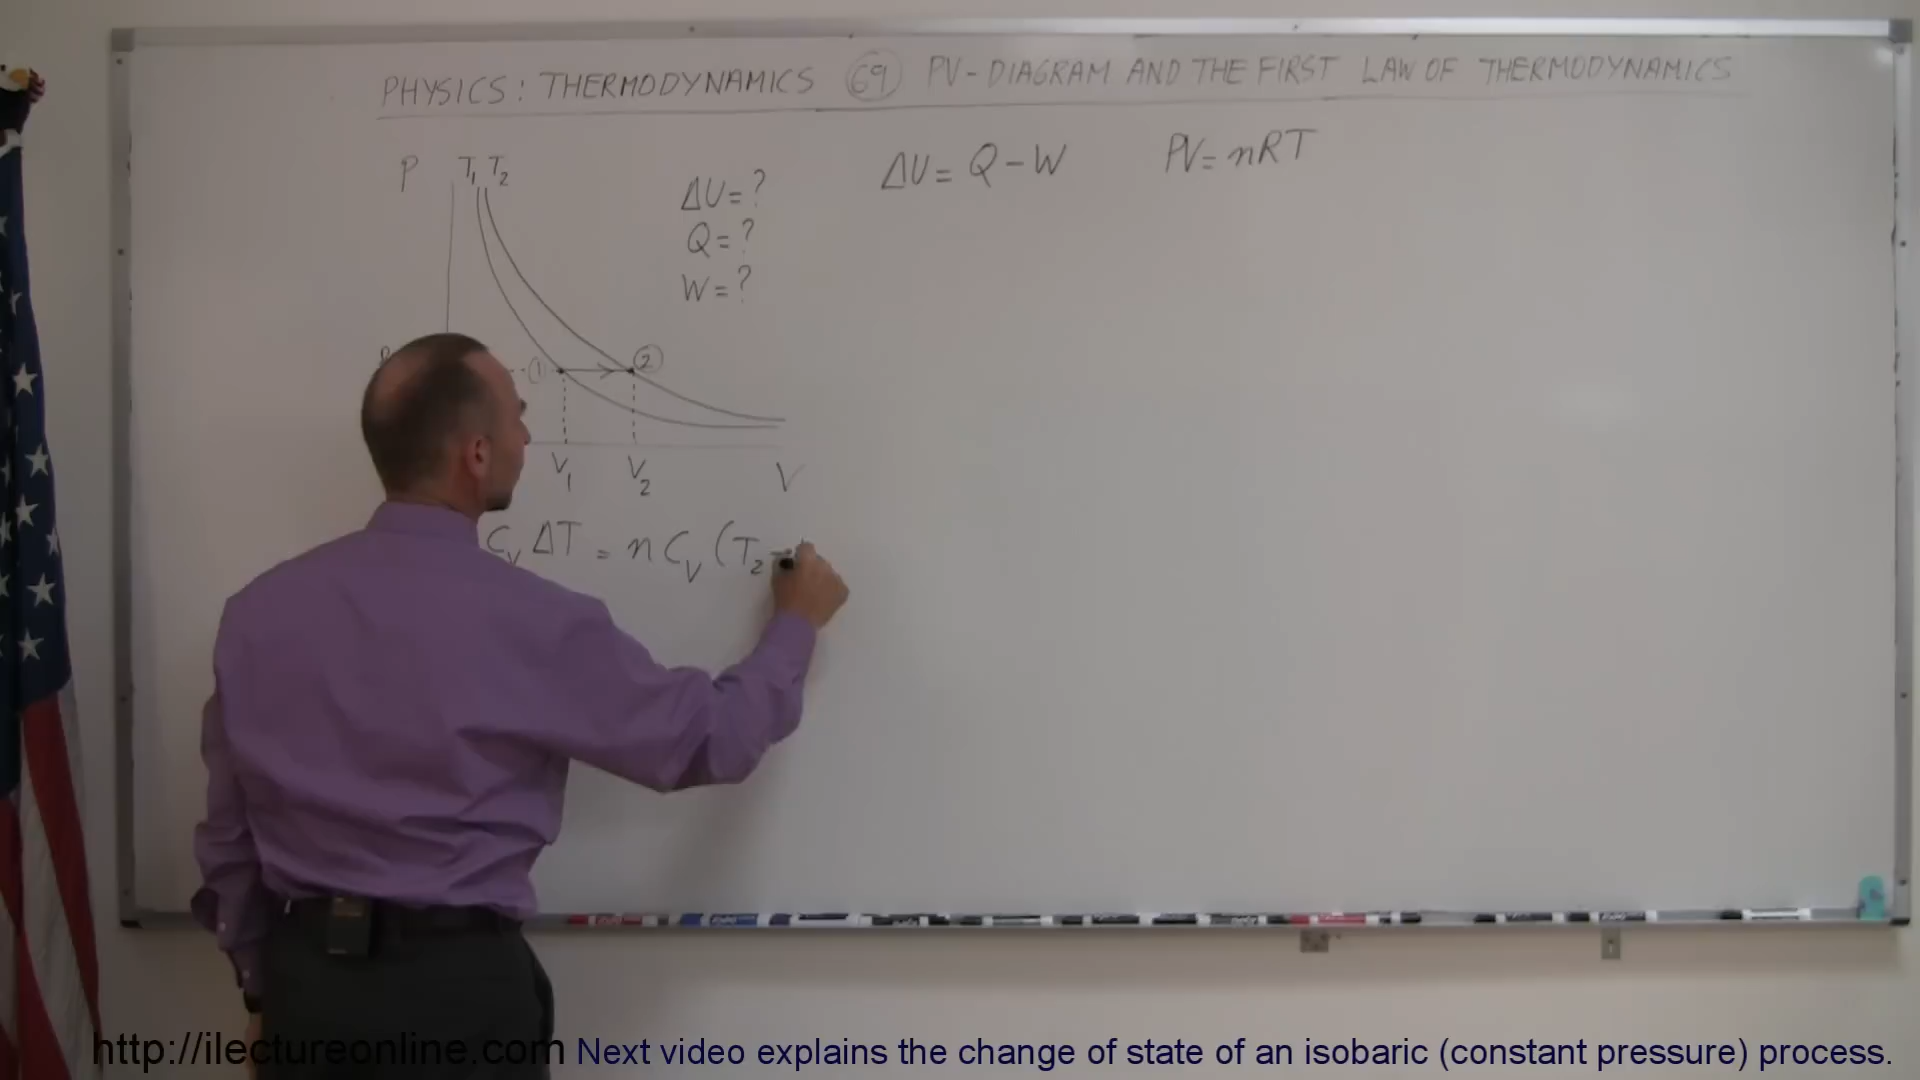 PHYSICS: THERMODYNAMICS 69 PV-DIAGRAM AND THE FIRST LAW OF THERMODYNAMICS
P T₁ T₂
ΔU = ?
Q = ?
W = ?
ΔU = Q - W
PV = nRT
1 2
V₁ V₂ V
C_V ΔT = n C_V (T₂ -
http://ilectureonline.com Next video explains the change of state of an isobaric (constant pressure) process.